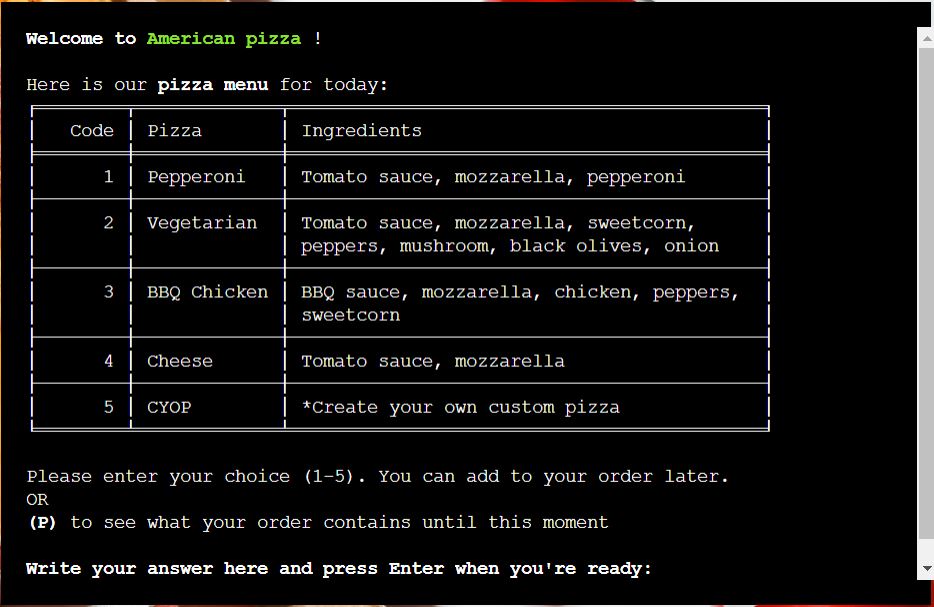 Welcome to American pizza !
Here is our pizza menu for today:
Code | Pizza | Ingredients
1 | Pepperoni | Tomato sauce, mozzarella, pepperoni
2 | Vegetarian | Tomato sauce, mozzarella, sweetcorn,
peppers, mushroom, black olives, onion
3 | BBQ Chicken | BBQ sauce, mozzarella, chicken, peppers,
sweetcorn
4 | Cheese | Tomato sauce, mozzarella
5 | CYOP | *Create your own custom pizza
Please enter your choice (1-5). You can add to your order later.
OR
(P) to see what your order contains until this moment
Write your answer here and press Enter when you're ready: